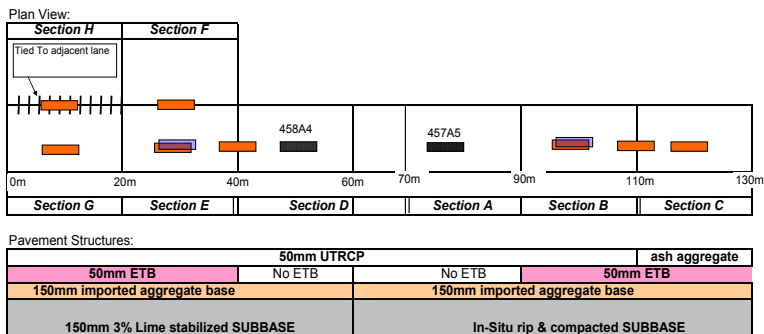 Plan View:
Section H Section F
Tied To adjacent lane
458A4 457A5
0m 20m 40m 60m 70m 90m 110m 130m
Section G Section E Section D Section A Section B Section C
Pavement Structures:
50mm UTRCP ash aggregate
50mm ETB No ETB No ETB 50mm ETB
150mm imported aggregate base 150mm imported aggregate base
150mm 3% Lime stabilized SUBBASE In-Situ rip & compacted SUBBASE